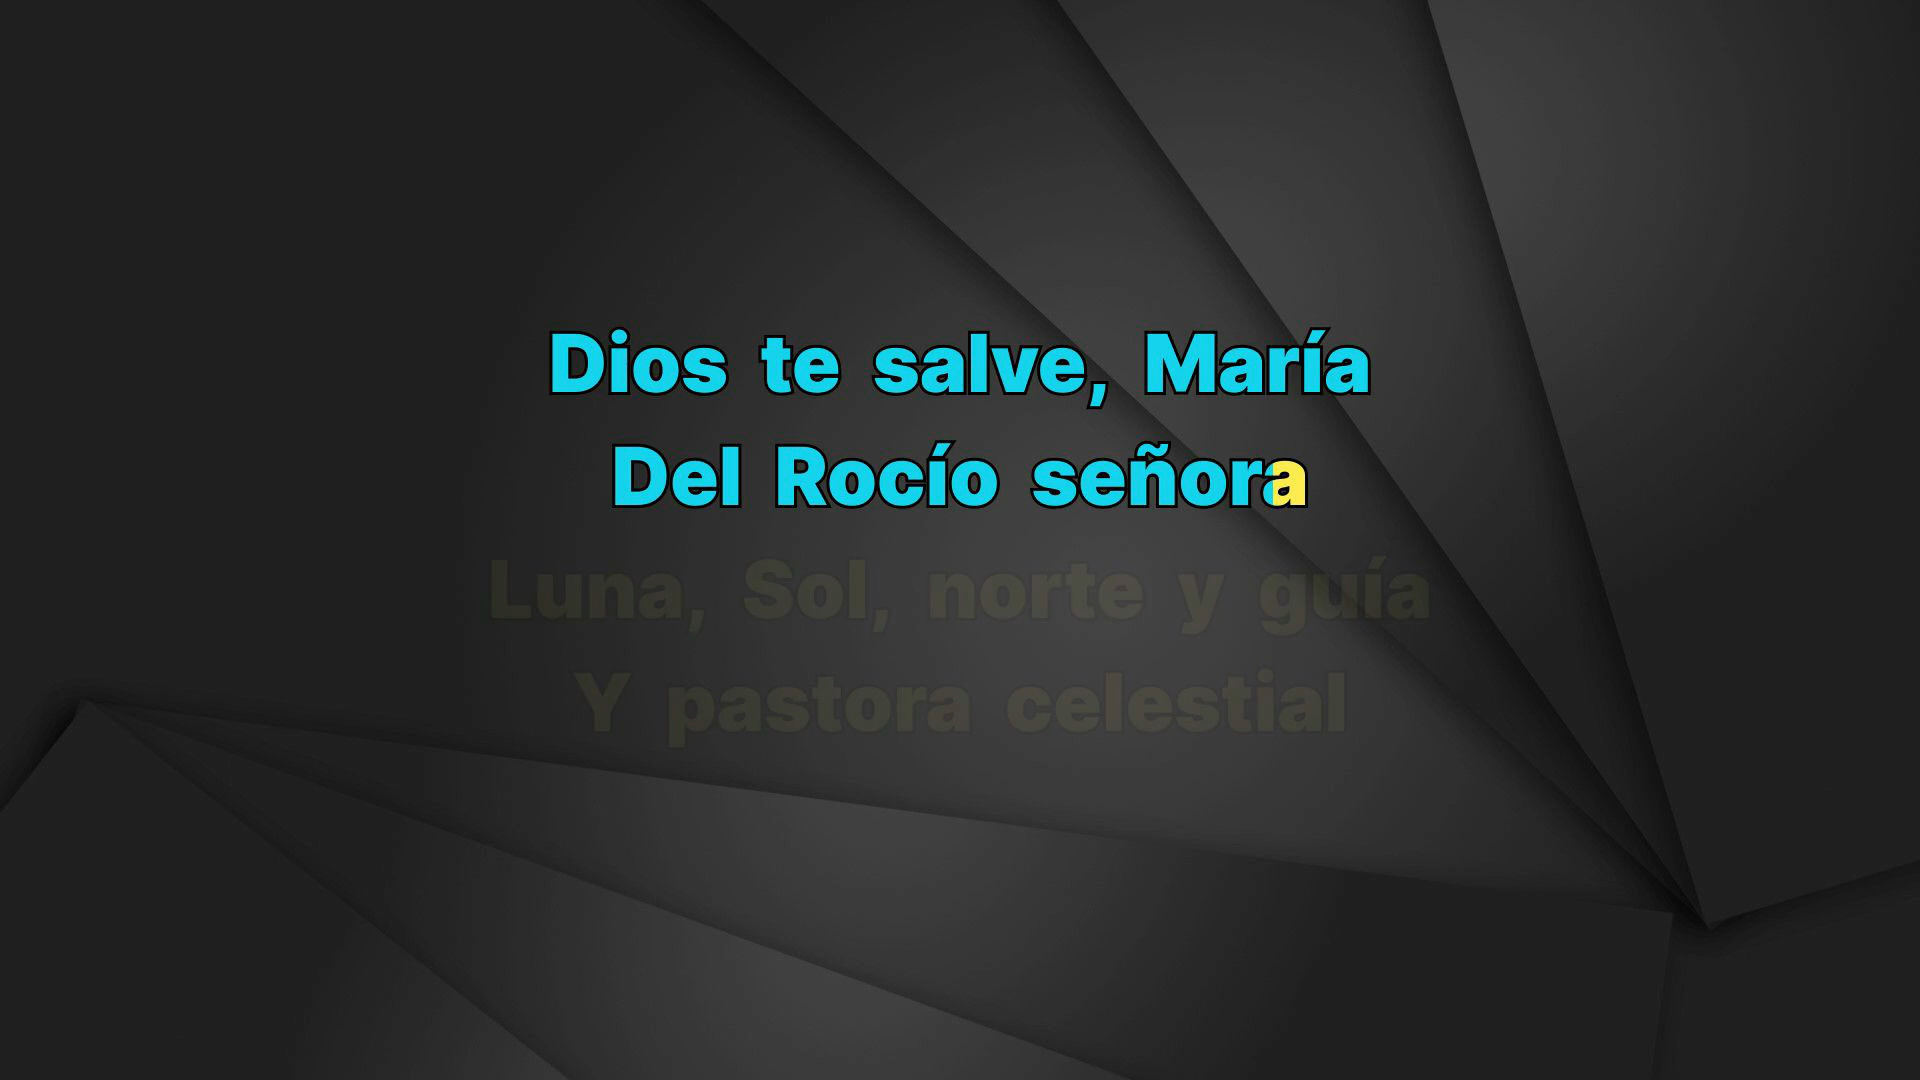 Dios te salve, María
Del Rocío señora
Luna, Sol, norte y guía
Y pastora celestial